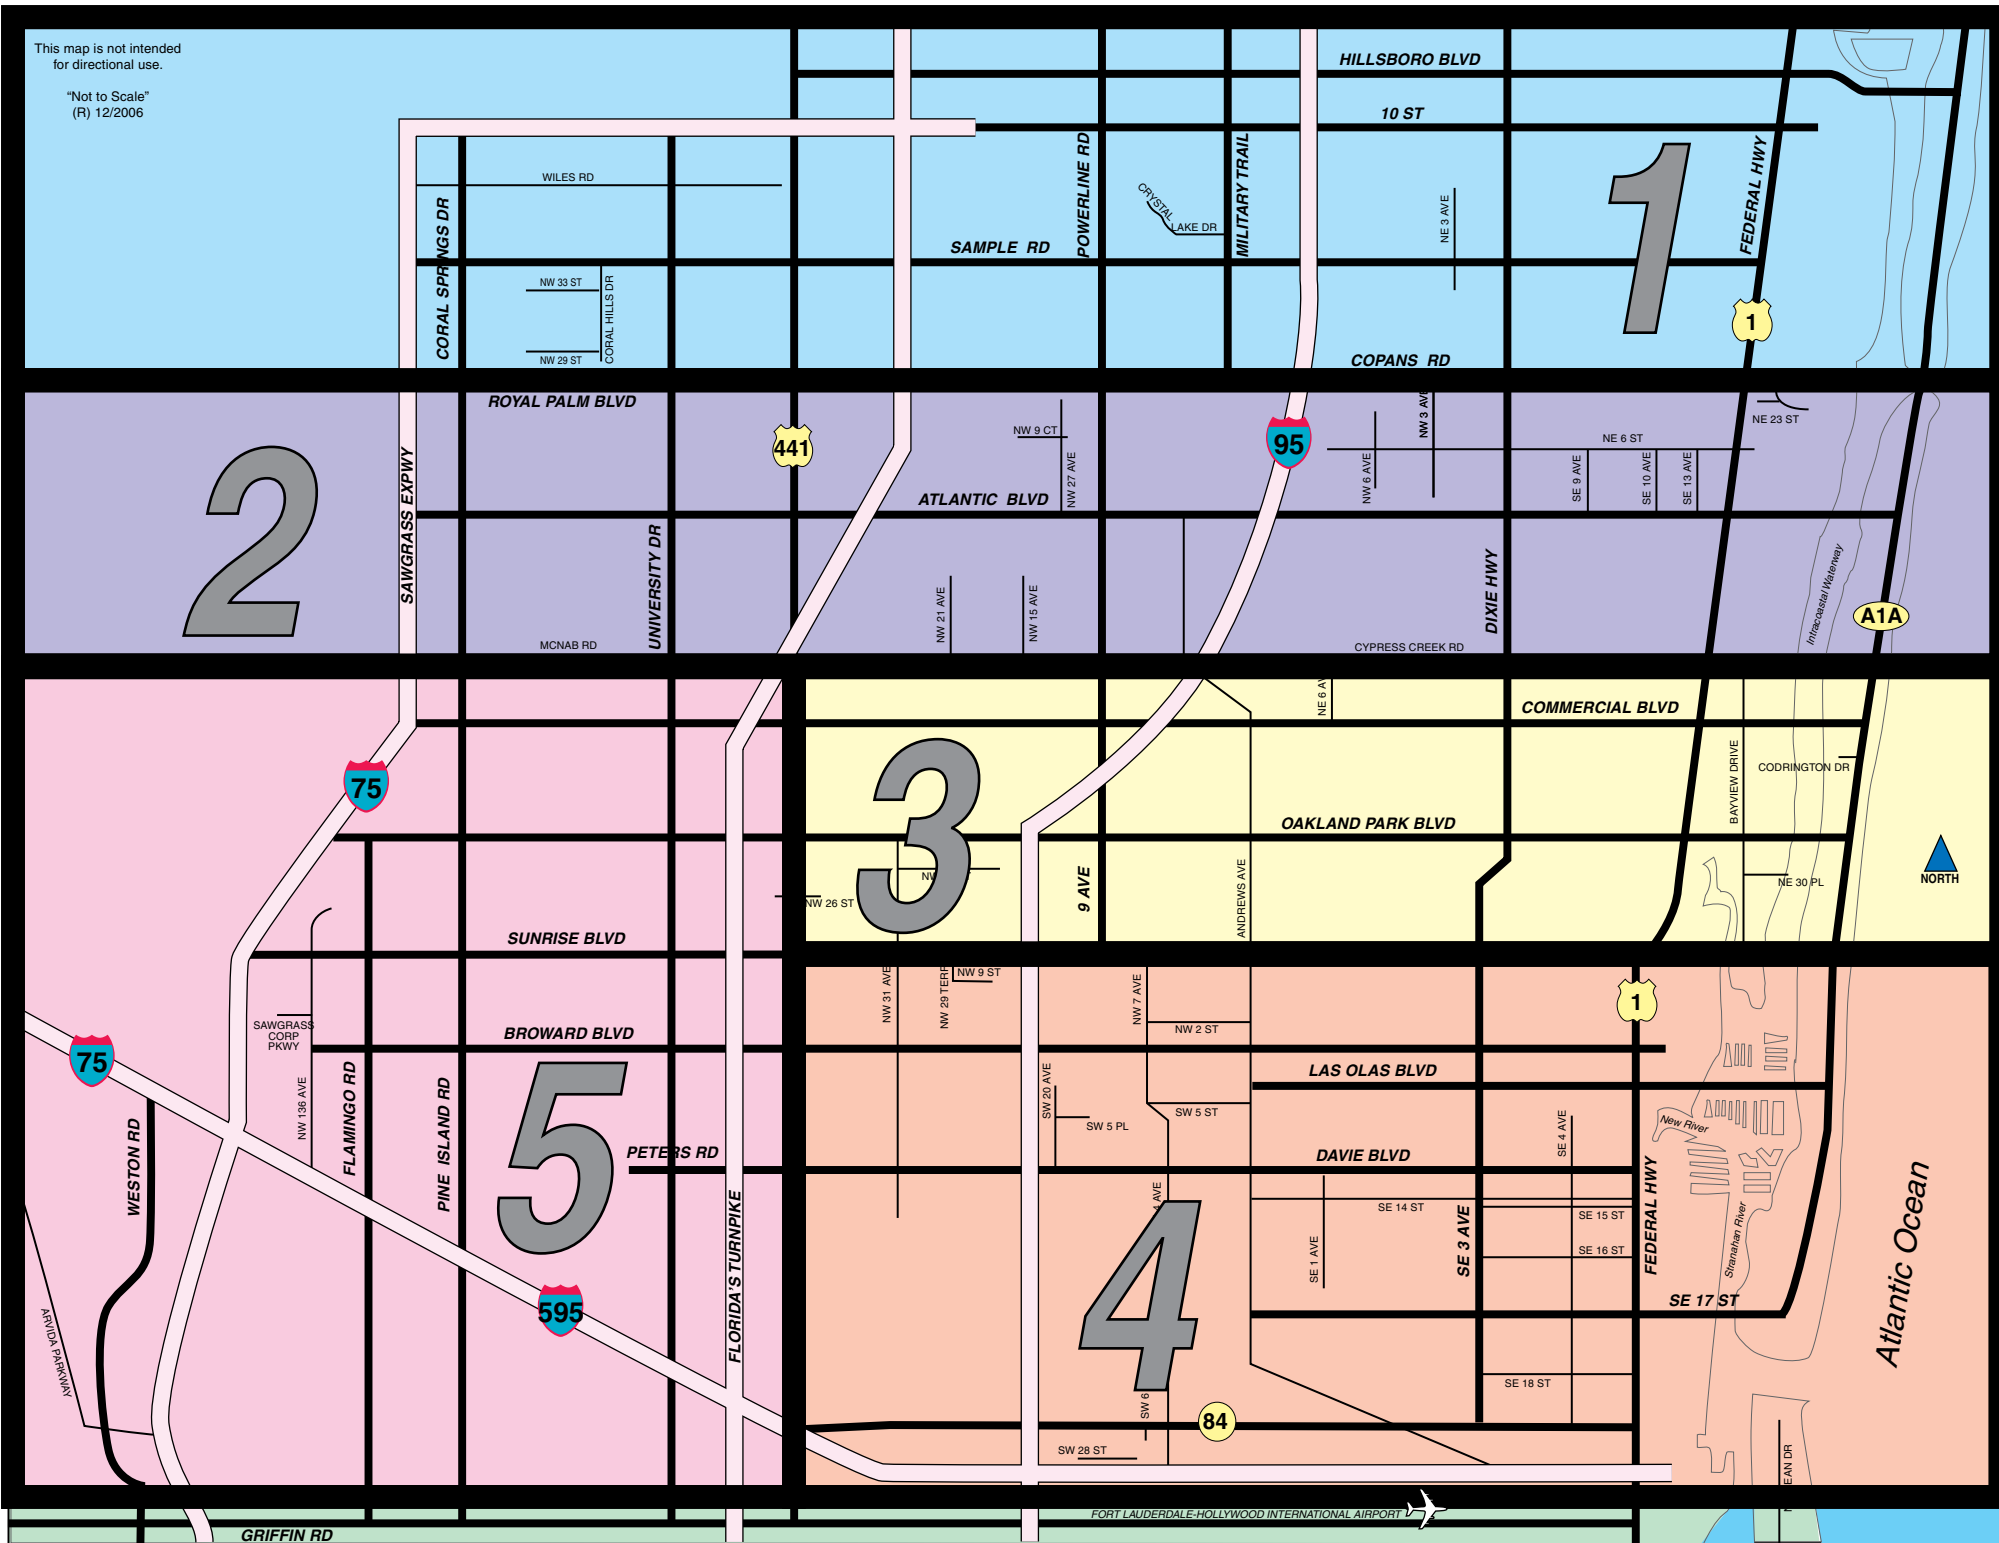 This map is not intended
for directional use.
“Not to Scale”
(R) 12/2006
HILLSBORO BLVD
10 ST
POWERLINE RD
MILITARY TRAIL
FEDERAL HWY
1
WILES RD
CRYSTAL
LAKE DR
NE 3 AVE
CORAL SPRINGS DR
SAMPLE RD
NW 33 ST
CORAL HILLS DR
NW 29 ST
1
COPANS RD
ROYAL PALM BLVD
2
SAWGRASS EXPWY
441
NW 9 CT
NW 27 AVE
95
NW 6 AVE
NW 3 AVE
NE 6 ST
NE 23 ST
SE 9 AVE
SE 10 AVE
SE 13 AVE
ATLANTIC BLVD
UNIVERSITY DR
NW 21 AVE
NW 15 AVE
DIXIE HWY
Intracoastal Waterway
A1A
MCNAB RD
CYPRESS CREEK RD
NE 6 AV
COMMERCIAL BLVD
75
3
BAYVIEW DRIVE
CODRINGTON DR
OAKLAND PARK BLVD
NW
NW 26 ST
9 AVE
ANDREWS AVE
NE 30 PL
NORTH
SUNRISE BLVD
NW 31 AVE
NW 29 TERR
NW 9 ST
NW 7 AVE
1
SAWGRASS
CORP
PKWY
BROWARD BLVD
NW 2 ST
75
LAS OLAS BLVD
NW 136 AVE
FLAMINGO RD
PINE ISLAND RD
5
SW 20 AVE
SW 5 ST
SW 5 PL
SE 4 AVE
New River
WESTON RD
PETERS RD
DAVIE BLVD
FLORIDA'S TURNPIKE
4 AVE
4
SE 14 ST
SE 15 ST
SE 1 AVE
SE 3 AVE
SE 16 ST
FEDERAL HWY
Stranahan River
Atlantic Ocean
595
SE 17 ST
ARVIDA PARKWAY
SE 18 ST
SW 6
84
SW 28 ST
EAN DR
FORT LAUDERDALE-HOLLYWOOD INTERNATIONAL AIRPORT
GRIFFIN RD